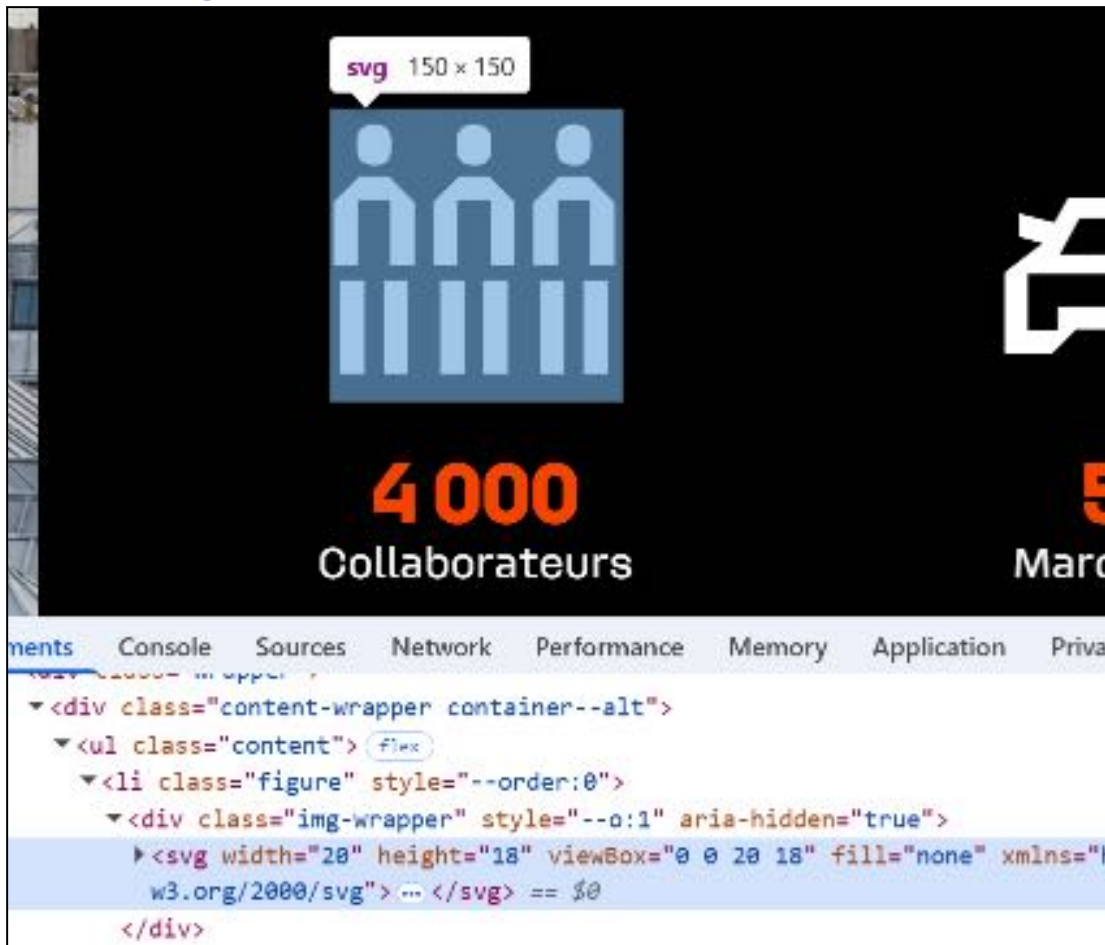 svg 150 × 150
4 000
Collaborateurs
5
Marc
ments Console Sources Network Performance Memory Application Priva
▼<div class="content-wrapper container--alt">
▼<ul class="content"> flex
▼<li class="figure" style="--order:0">
▼<div class="img-wrapper" style="--o:1" aria-hidden="true">
▶<svg width="20" height="18" viewBox="0 0 20 18" fill="none" xmlns="h
w3.org/2000/svg"> … </svg> == $0
</div>